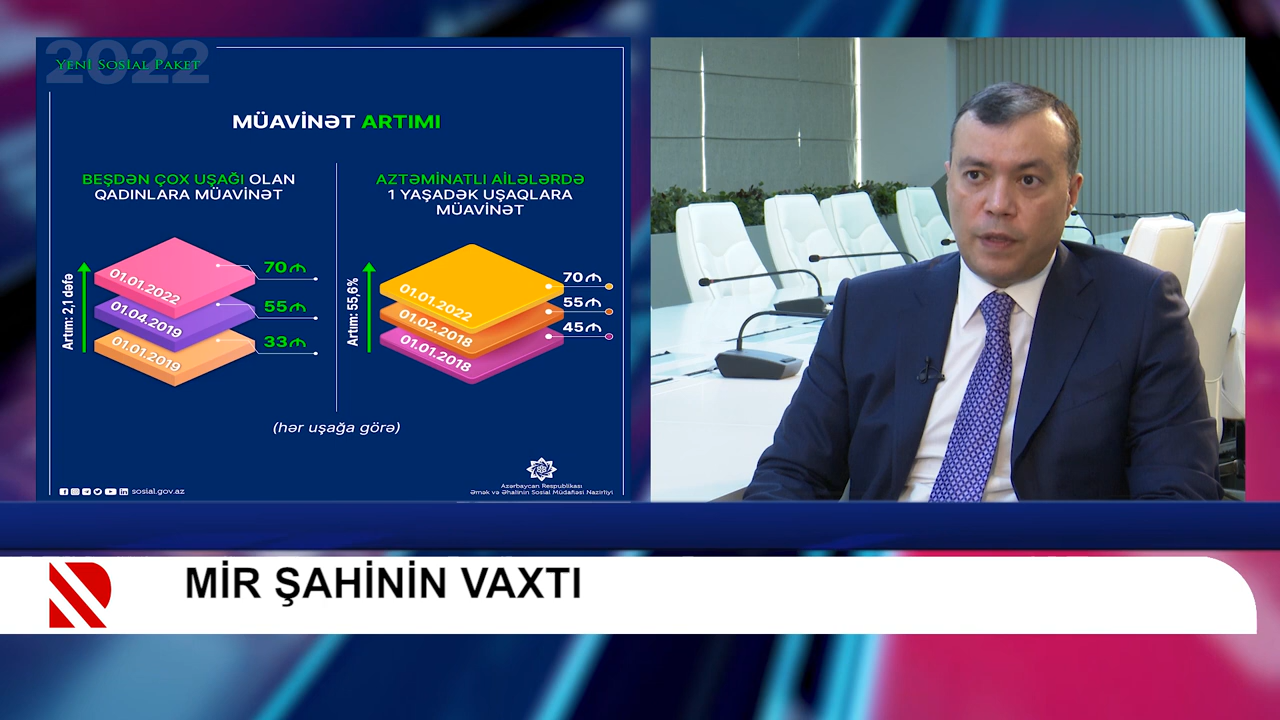 2022
YENİ SOSİAL PAKET
MÜAVİNƏT ARTIMI
BEŞDƏN ÇOX UŞAĞI OLAN
QADINLARA MÜAVİNƏT
Artım: 2,1 dəfə
01.01.2022
70₼
01.04.2019
55₼
01.01.2019
33₼
AZTƏMİNATLI AİLƏLƏRDƏ
1 YAŞADƏK UŞAQLARA
MÜAVİNƏT
Artım: 55,6%
01.01.2022
70₼
01.02.2018
55₼
01.01.2018
45₼
(hər uşağa görə)
sosial.gov.az
Azərbaycan Respublikası
Əmək və Əhalinin Sosial Müdafiəsi Nazirliyi
MİR ŞAHİNİN VAXTI